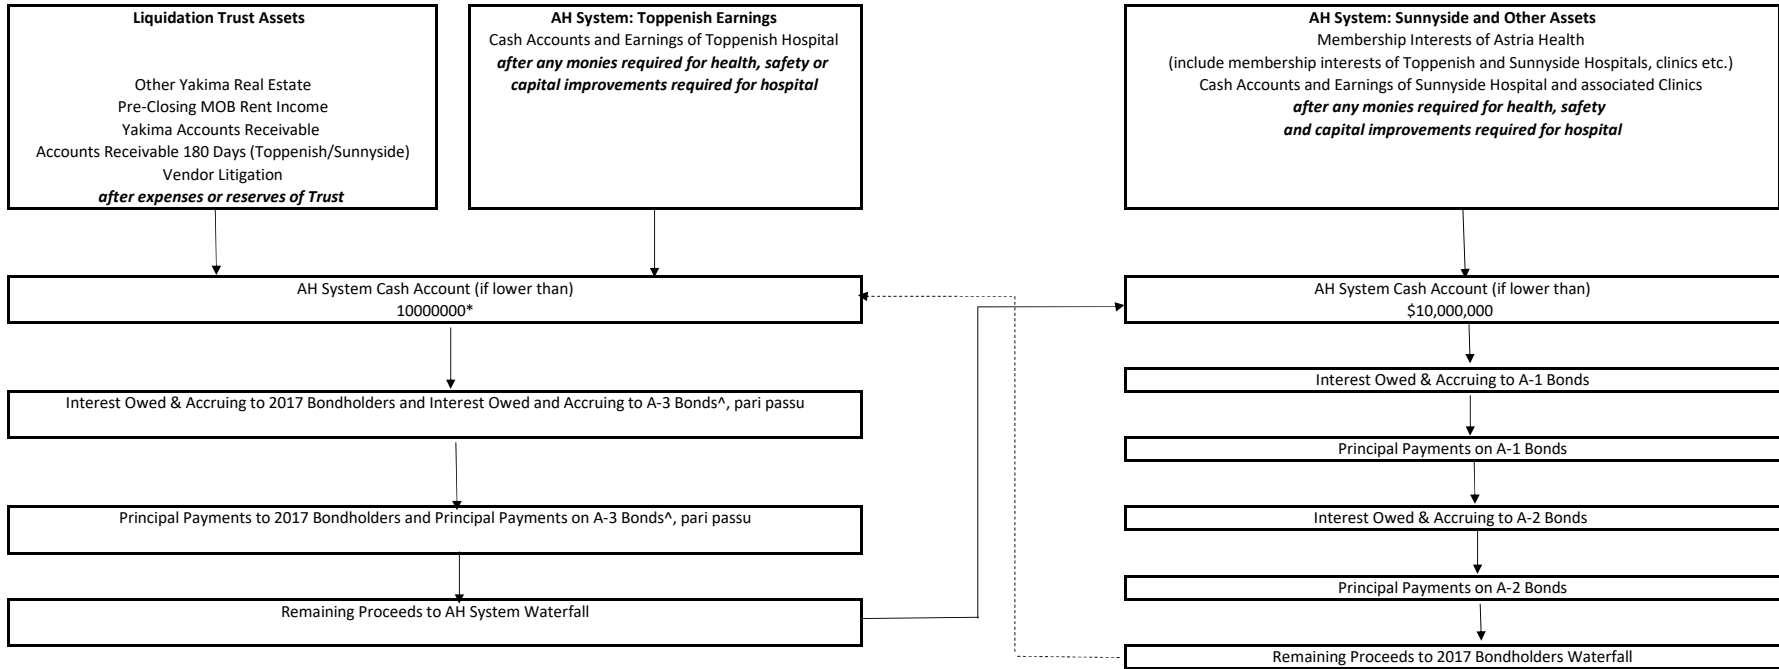 Liquidation Trust Assets
Other Yakima Real Estate
Pre-Closing MOB Rent Income
Yakima Accounts Receivable
Accounts Receivable 180 Days (Toppenish/Sunnyside)
Vendor Litigation
after expenses or reserves of Trust
AH System: Toppenish Earnings
Cash Accounts and Earnings of Toppenish Hospital
after any monies required for health, safety or
capital improvements required for hospital
AH System: Sunnyside and Other Assets
Membership Interests of Astria Health
(include membership interests of Toppenish and Sunnyside Hospitals, clinics etc.)
Cash Accounts and Earnings of Sunnyside Hospital and associated Clinics
after any monies required for health, safety
and capital improvements required for hospital
AH System Cash Account (if lower than)
10000000*
Interest Owed & Accruing to 2017 Bondholders and Interest Owed and Accruing to A-3 Bonds^, pari passu
Principal Payments to 2017 Bondholders and Principal Payments on A-3 Bonds^, pari passu
Remaining Proceeds to AH System Waterfall
AH System Cash Account (if lower than)
$10,000,000
Interest Owed & Accruing to A-1 Bonds
Principal Payments on A-1 Bonds
Interest Owed & Accruing to A-2 Bonds
Principal Payments on A-2 Bonds
Remaining Proceeds to 2017 Bondholders Waterfall